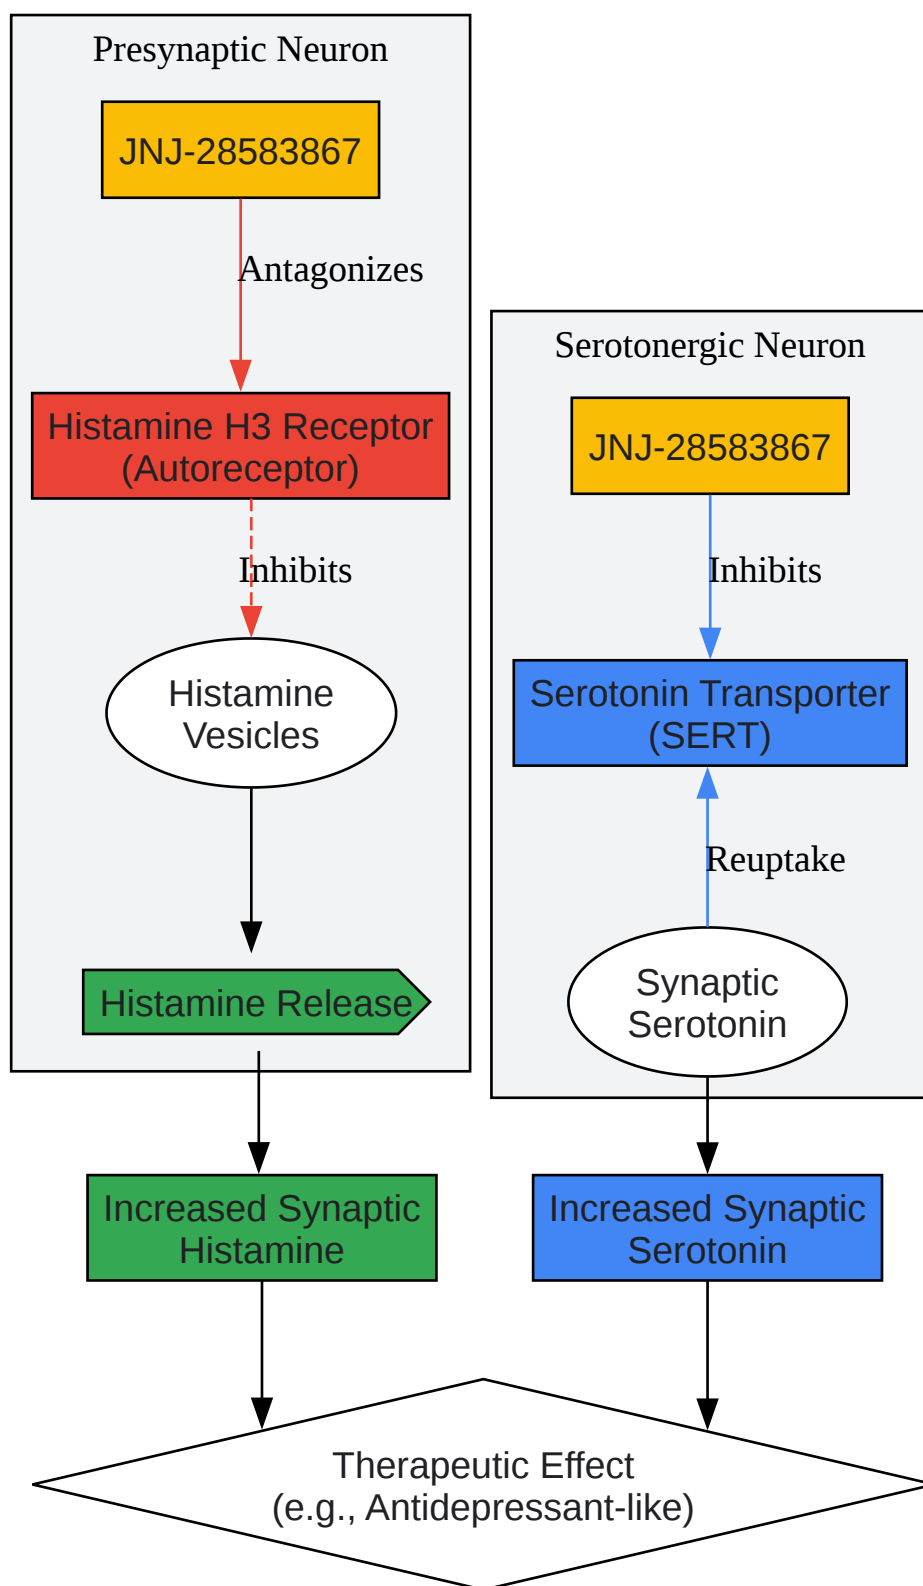 Presynaptic Neuron
JNJ-28583867
Antagonizes
Histamine H3 Receptor
(Autoreceptor)
Inhibits
Histamine
Vesicles
Histamine Release
Serotonergic Neuron
JNJ-28583867
Inhibits
Serotonin Transporter
(SERT)
Reuptake
Synaptic
Serotonin
Increased Synaptic
Histamine
Increased Synaptic
Serotonin
Therapeutic Effect
(e.g., Antidepressant-like)